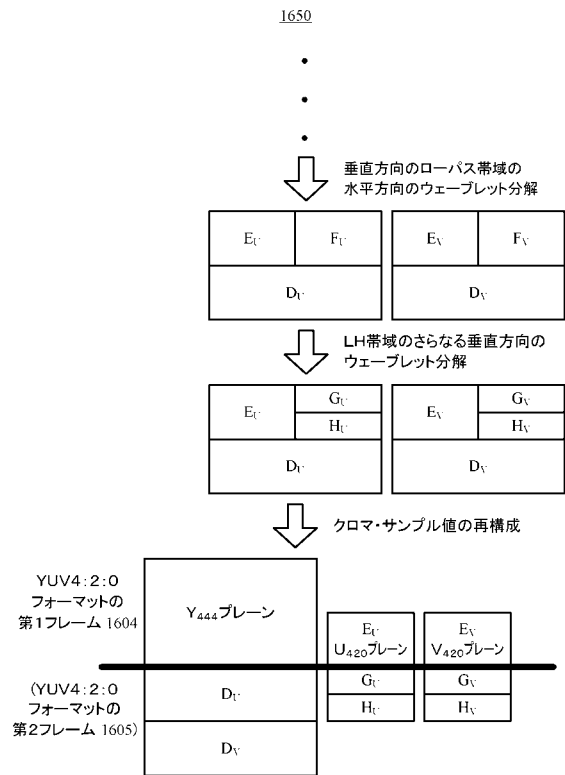 1650
垂直方向のローパス帯域の
水平方向のウェーブレット分解
EU FU EV FV
DU DV
LH帯域のさらなる垂直方向の
ウェーブレット分解
EU GU EV GV
HU HV
DU DV
クロマ・サンプル値の再構成
YUV4:2:0
フォーマットの
第1フレーム 1604
Y444プレーン
EU
U420プレーン
EV
V420プレーン
(YUV4:2:0
フォーマットの
第2フレーム 1605)
DU
GU GV
HU HV
DV